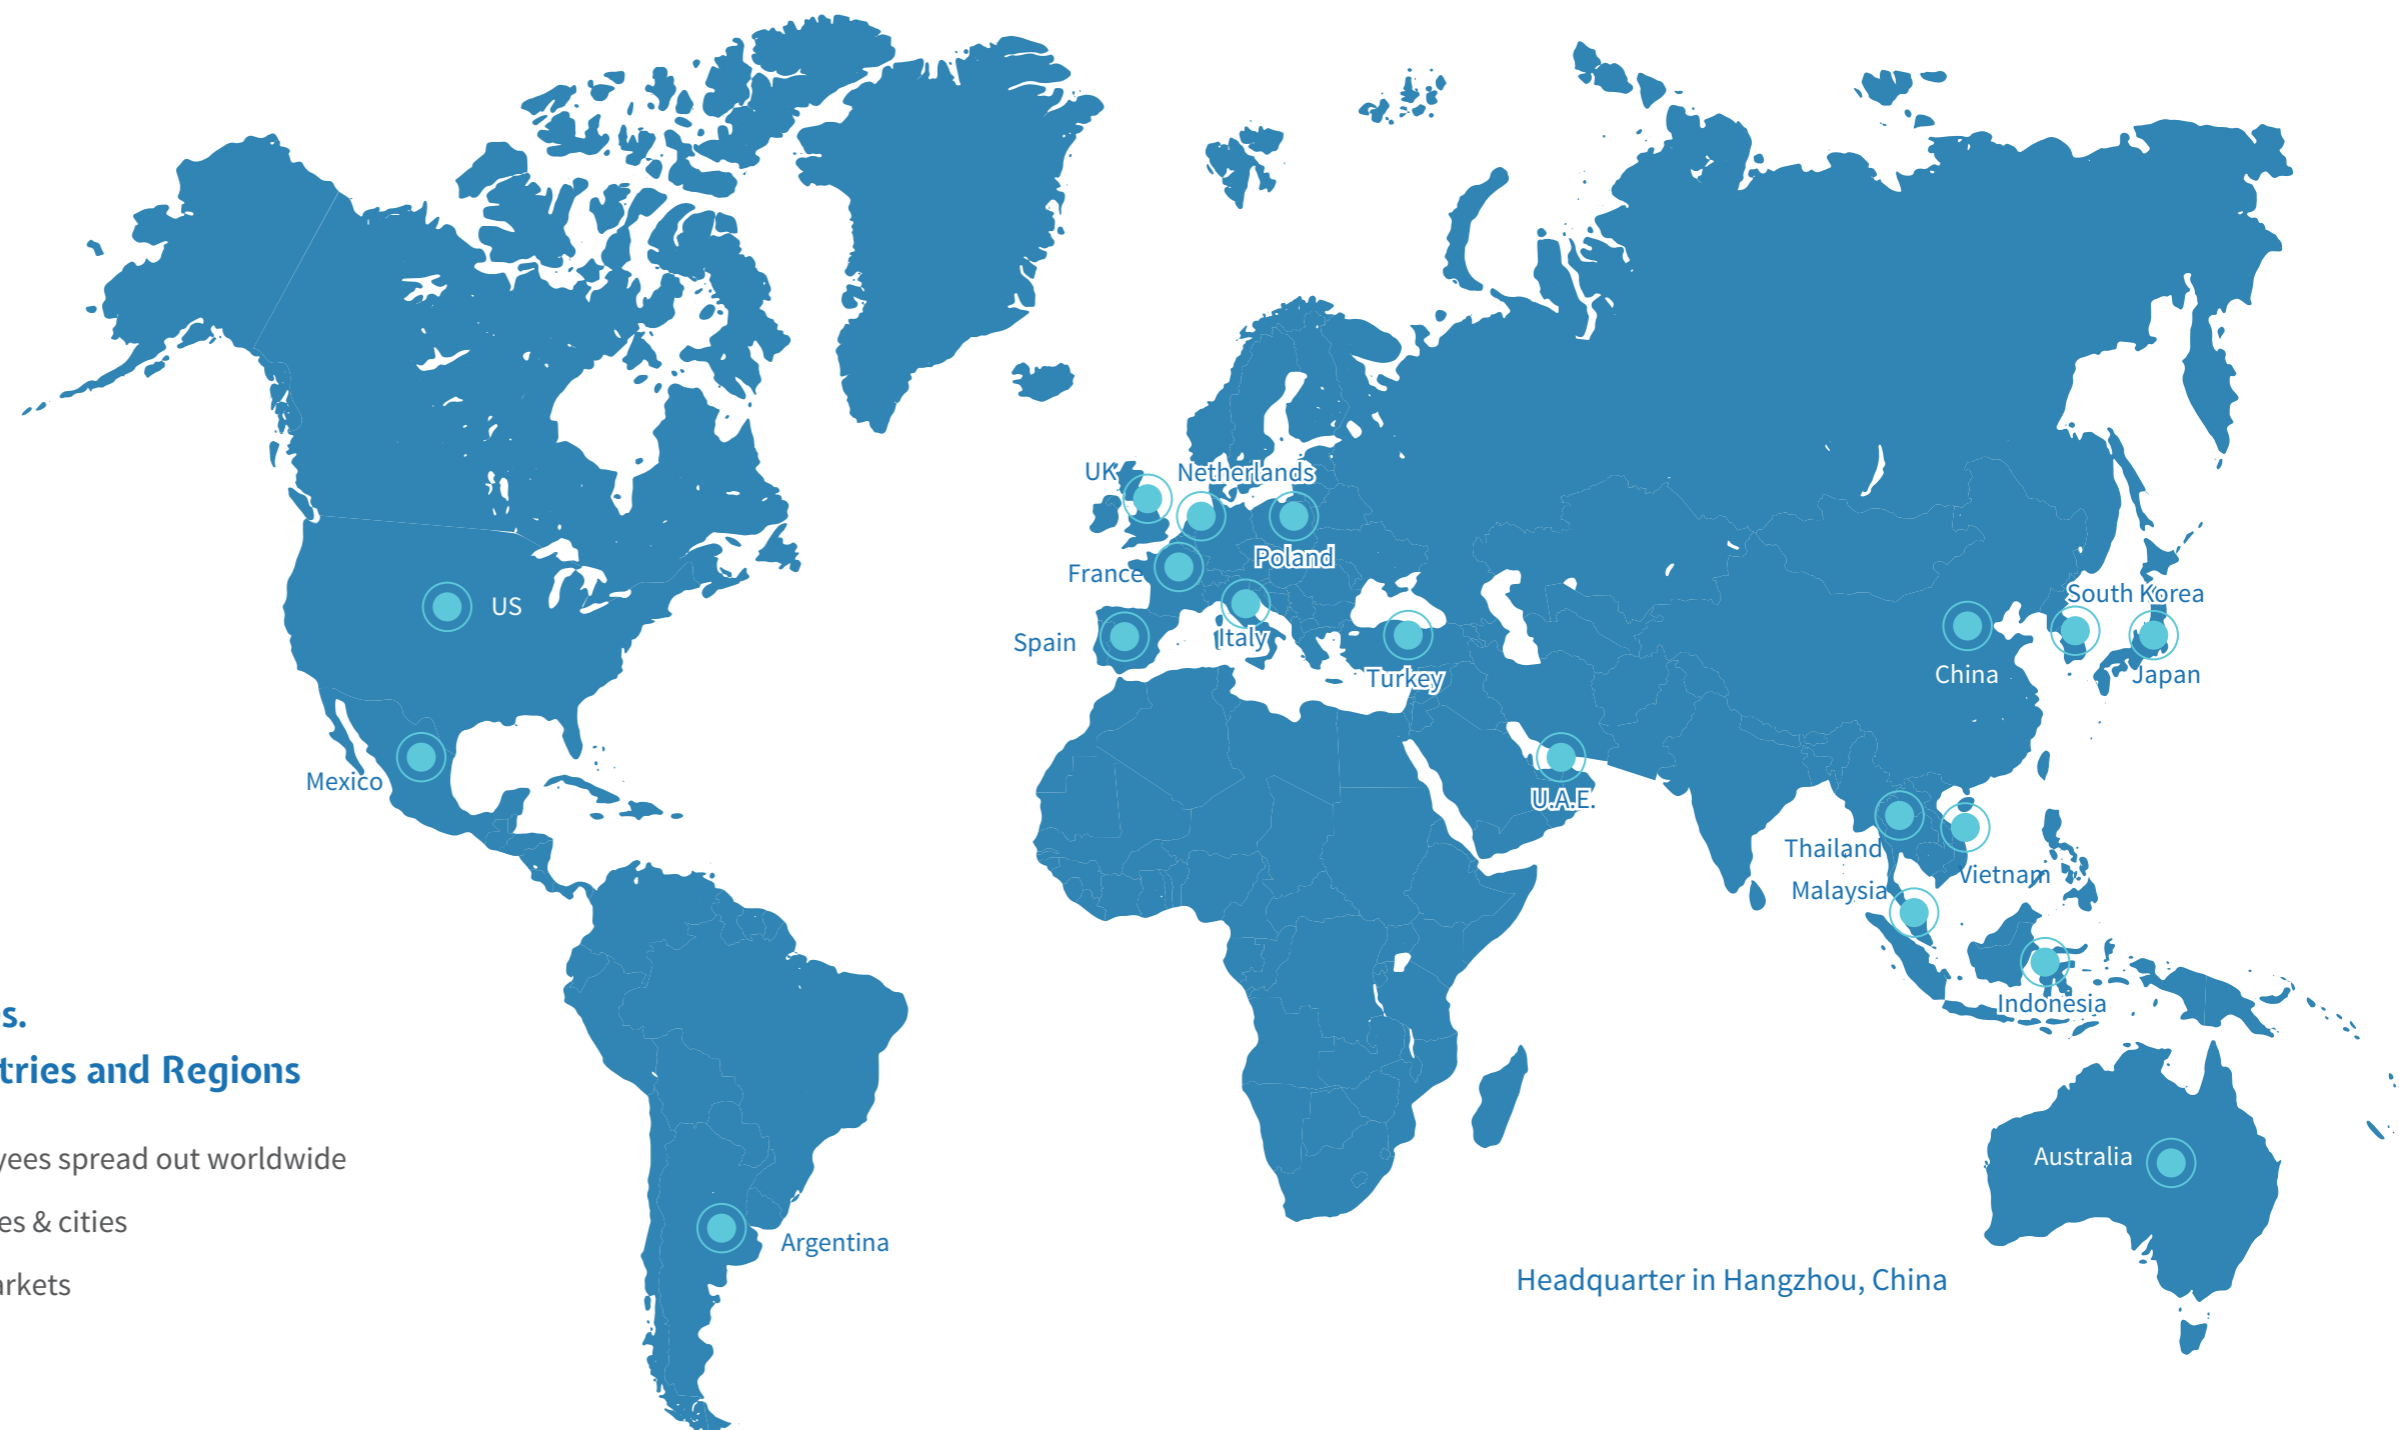 UK
Netherlands
Poland
France
South Korea
US
Spain
Italy
Turkey
China
Japan
Mexico
U.A.E.
Thailand
Vietnam
Malaysia
Indonesia
s.
tries and Regions
yees spread out worldwide
Australia
es & cities
Argentina
Headquarter in Hangzhou, China
arkets